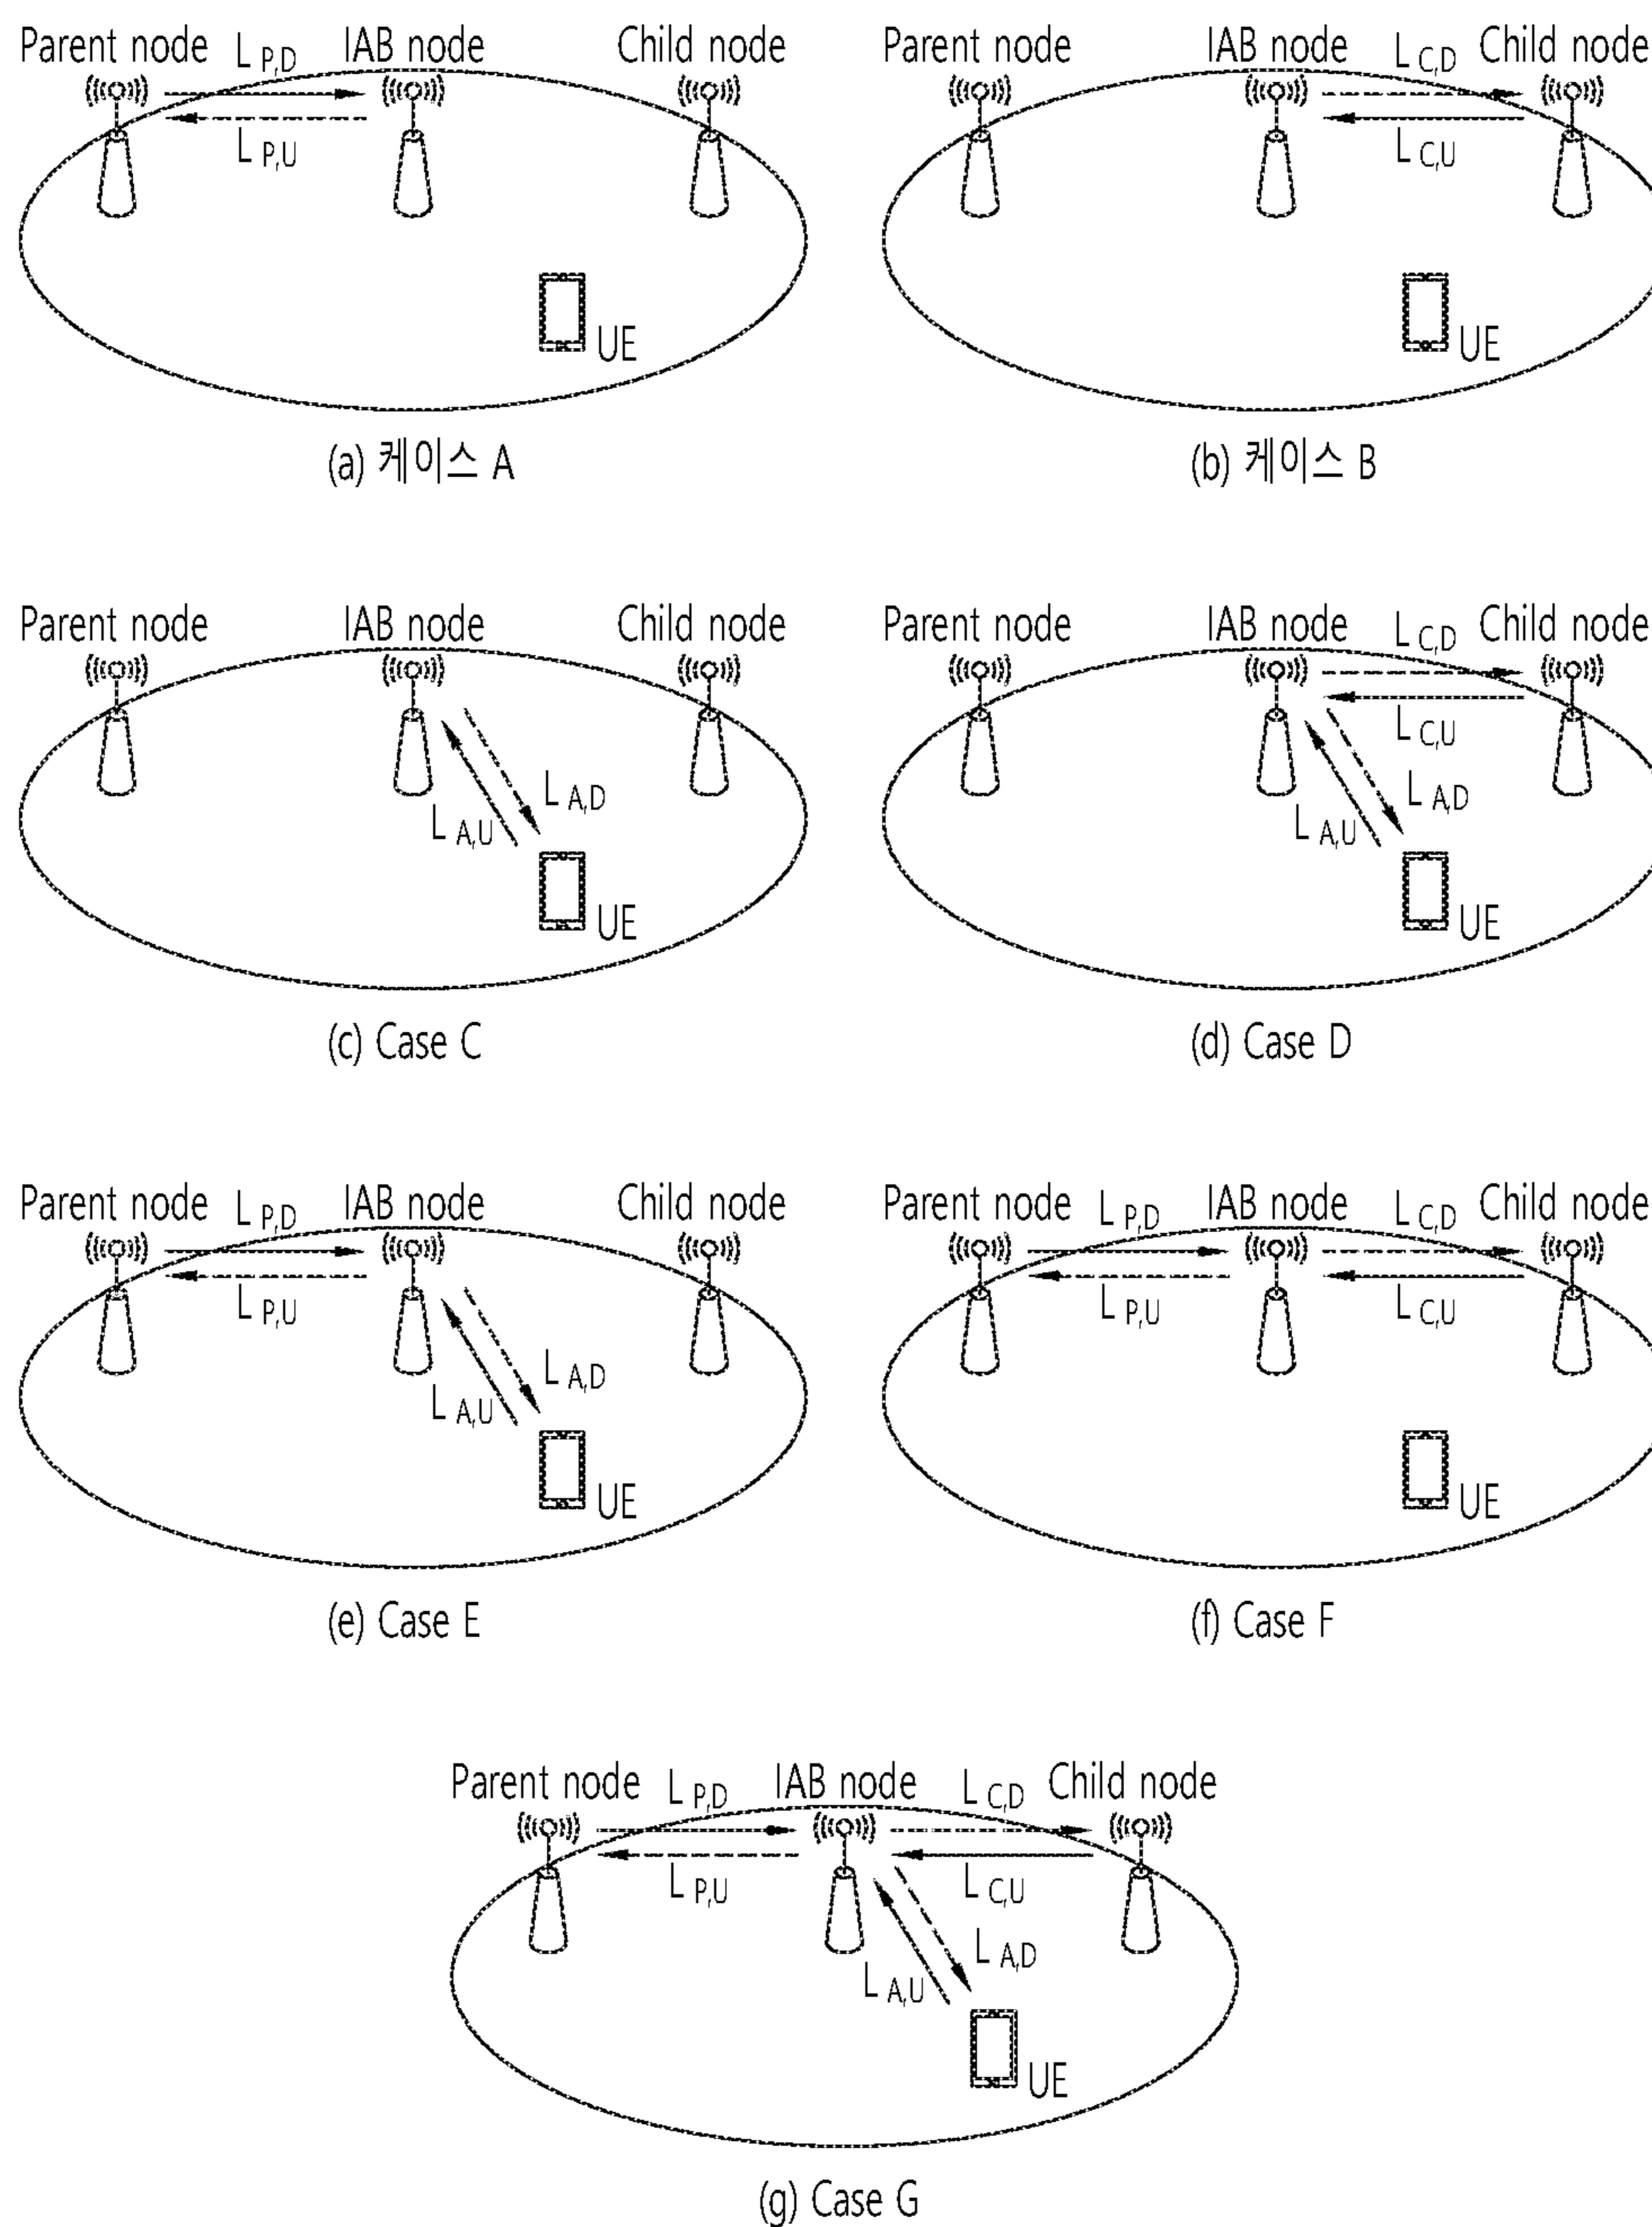 Parent node L P,D IAB node Child node
L P,U
UE
(a) 케이스 A
Parent node IAB node L C,D Child node
L C,U
UE
(b) 케이스 B
Parent node IAB node Child node
L A,D
L A,U
UE
(c) Case C
Parent node IAB node L C,D Child node
L C,U
L A,D
L A,U
UE
(d) Case D
Parent node L P,D IAB node Child node
L P,U
L A,D
L A,U
UE
(e) Case E
Parent node L P,D IAB node L C,D Child node
L P,U L C,U
UE
(f) Case F
Parent node L P,D IAB node L C,D Child node
L P,U L C,U
L A,D
L A,U
UE
(g) Case G